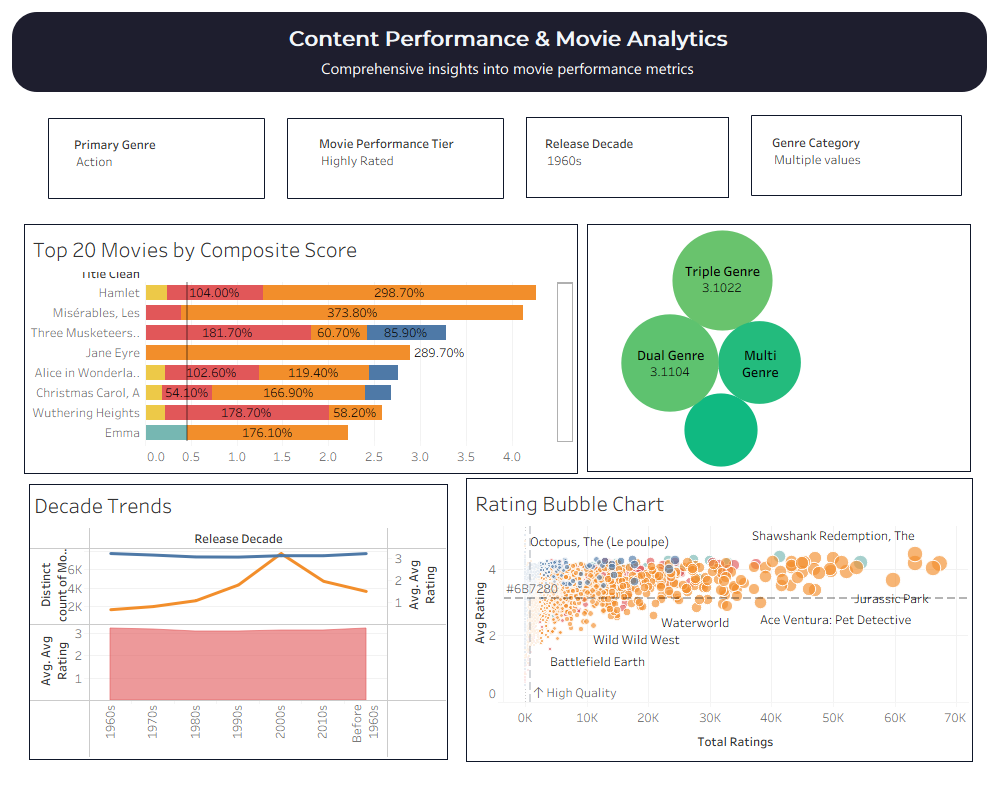 Content Performance & Movie Analytics
Comprehensive insights into movie performance metrics
Primary Genre
Action
Movie Performance Tier
Highly Rated
Release Decade
1960s
Genre Category
Multiple values
Top 20 Movies by Composite Score
Title Clean
Hamlet
104.00%
298.70%
Misérables, Les
373.80%
Three Musketeers..
181.70%
60.70%
85.90%
Jane Eyre
289.70%
Alice in Wonderla..
102.60%
119.40%
Christmas Carol, A
54.10%
166.90%
Wuthering Heights
178.70%
58.20%
Emma
176.10%
0.0 0.5 1.0 1.5 2.0 2.5 3.0 3.5 4.0
Triple Genre
3.1022
Dual Genre
3.1104
Multi
Genre
Decade Trends
Release Decade
Distinct
count of Mo..
6K
4K
2K
3
2
1
Avg. Avg
Rating
Avg. Avg
Rating
3
2
1
1960s
1970s
1980s
1990s
2000s
2010s
Before
1960s
Rating Bubble Chart
Octopus, The (Le poulpe)
Shawshank Redemption, The
#6B7280
Jurassic Park
Waterworld
Ace Ventura: Pet Detective
Wild Wild West
Battlefield Earth
↑ High Quality
Avg Rating
4
2
0
0K 10K 20K 30K 40K 50K 60K 70K
Total Ratings